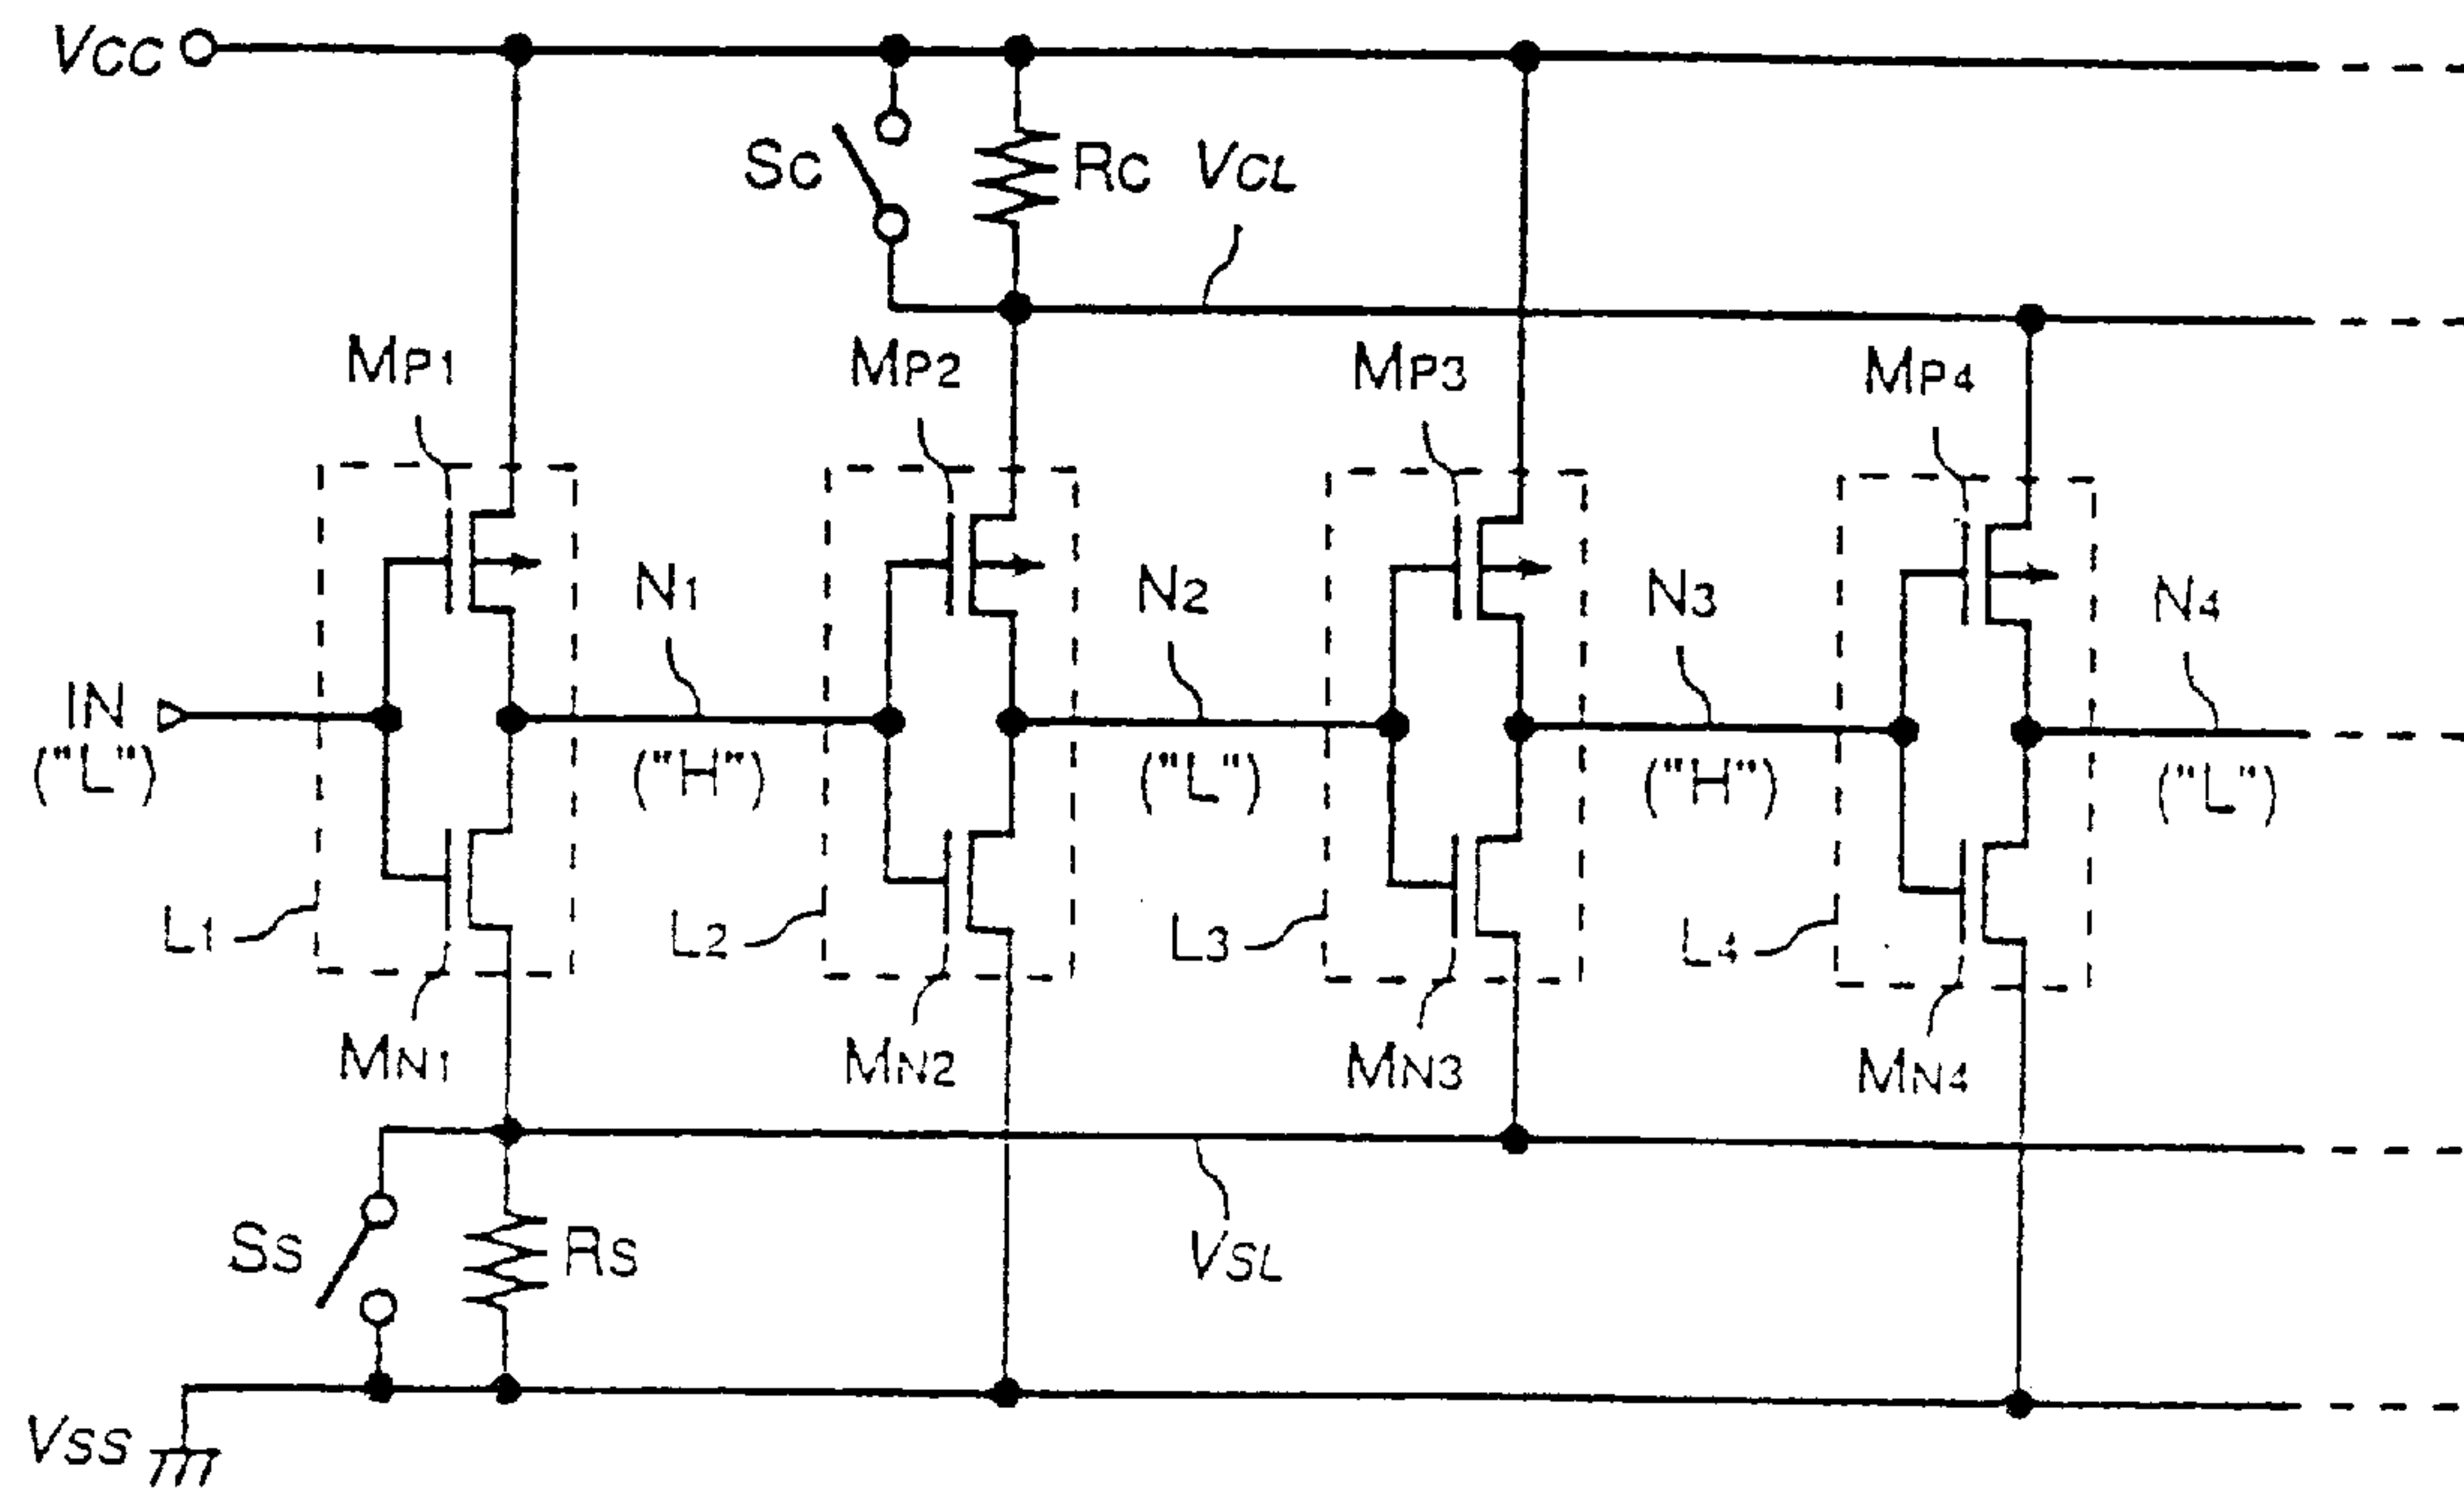 VCC
SC RC VCL
MP1 MP2 MP3 MP4
N1 N2 N3 N4
IN
("L") ("H") ("L") ("H") ("L")
L1 L2 L3 L4
MN1 MN2 MN3 MN4
SS RS VSL
VSS